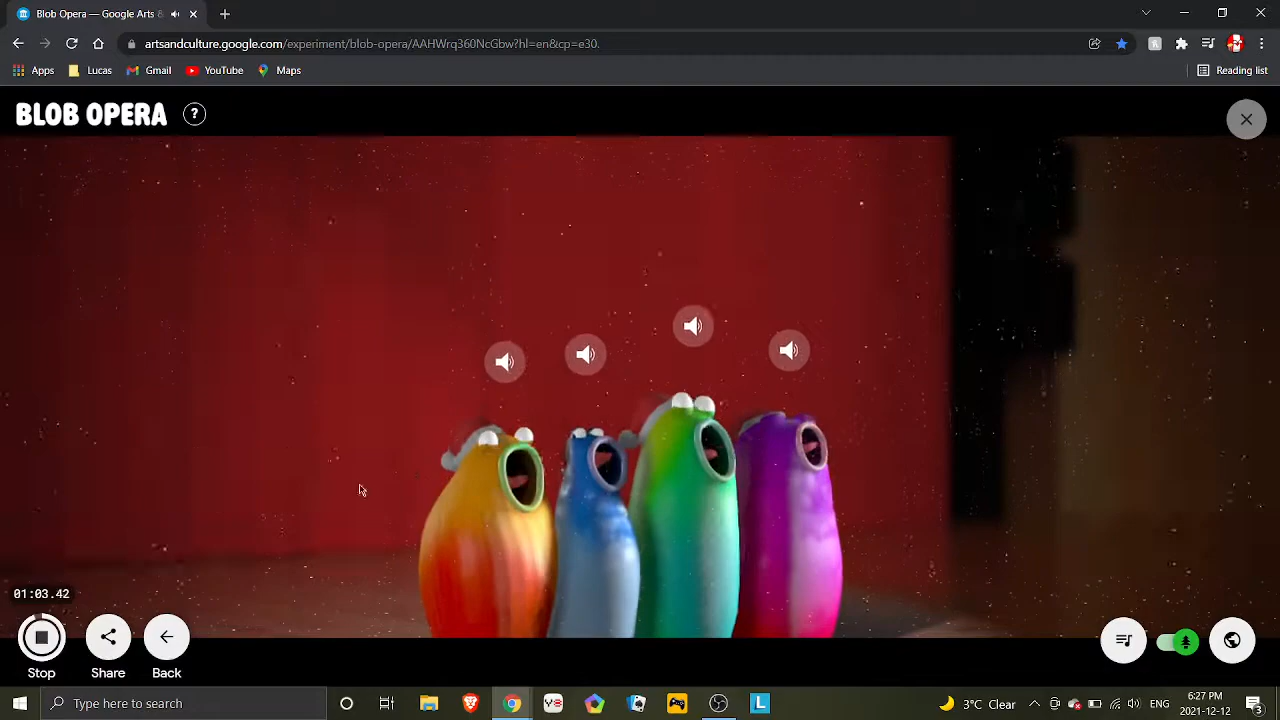 Blob Opera — Google Arts &
artsandculture.google.com/experiment/blob-opera/AAHWrq360NcGbw?hl=en&cp=e30.
Apps
Lucas
Gmail
YouTube
Maps
Reading list
BLOB OPERA
?
01:03.42
Stop
Share
Back
Type here to search
3°C Clear
ENG
6:27 PM
2021-12-12
3